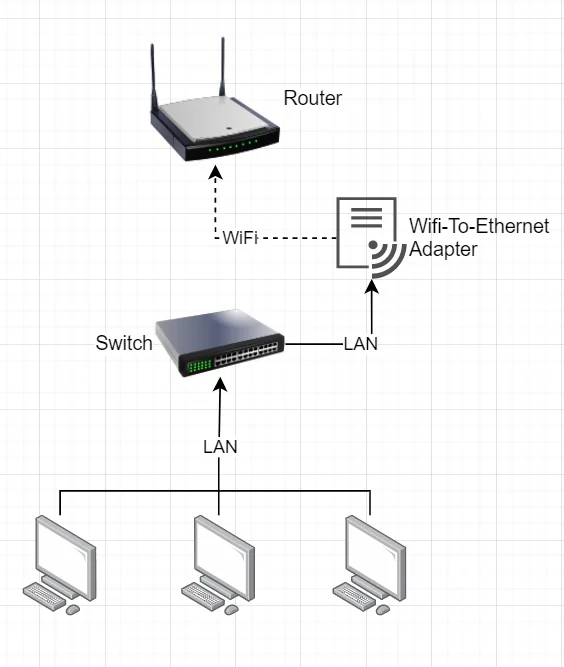 Router
WiFi
Wifi-To-Ethernet
Adapter
Switch
LAN
LAN